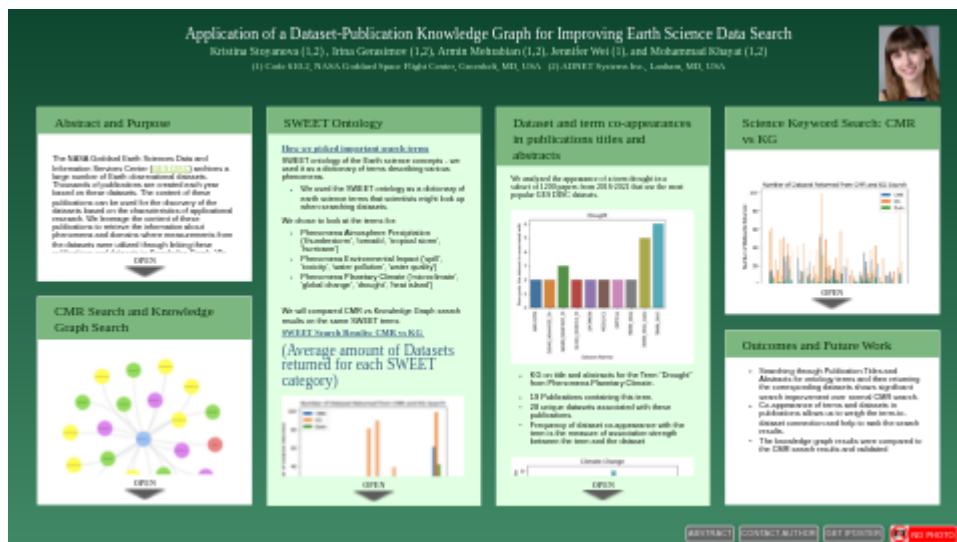 Application of a Dataset-Publication Knowledge Graph for Improving Earth Science Data Search
Kristina Stoyanova (1,2), Irina Gerasimov (1,2), Armin Mehrabian (1,2), Jennifer Wei (1), and Mohammad Khayat (1,2)
(1) Code 610.2, NASA Goddard Space Flight Center, Greenbelt, MD, USA (2) ADNET Systems Inc., Lanham, MD, USA
Abstract and Purpose
The NASA Goddard Earth Sciences Data and
Information Services Center (GES DISC) archives a
large number of Earth observational datasets.
Thousands of publications are created each year
based on these datasets. The content of these
publications can be used for the discovery of the
datasets based on the characteristics of applicational
research. We leverage the content of these
publications to retrieve the information about
phenomena and domains where measurements from
the datasets were utilized through linking these
OPEN
CMR Search and Knowledge
Graph Search
OPEN
SWEET Ontology
How we picked important search terms
SWEET ontology of the Earth science concepts - we
used it as a dictionary of terms describing various
phenomena.
We used the SWEET ontology as a dictionary of
earth science terms that scientists might look up
when searching datasets.
We chose to look at the terms for:
Phenomena Atmosphere Precipitation
['thunderstorm', 'tornado', 'tropical storm',
'hurricane']
Phenomena Environmental Impact ['spill',
'toxicity', 'water pollution', 'water quality']
Phenomena Planetary Climate ['microclimate',
'global change', 'drought', 'heat island']
We will compared CMR vs Knowledge Graph search
results on the same SWEET terms.
SWEET Search Results: CMR vs KG
(Average amount of Datasets
returned for each SWEET
category)
Number of Dataset Returned from CMR and KG Search
OPEN
Dataset and term co-appearances
in publications titles and
abstracts
We analyzed the appearance of a term drought in a
subset of 1200 papers from 2018-2021 that use the most
popular GES DISC datasets.
Drought
KG on title and abstracts for the Term "Drought"
from Phenomena Planetary Climate.
19 Publications containing this term.
28 unique datasets associated with these
publications.
Frequency of dataset co-appearance with the
term is the measure of association strength
between the term and the dataset
Climate Change
OPEN
Science Keyword Search: CMR
vs KG
Number of Dataset Returned from CMR and KG Search
OPEN
Outcomes and Future Work
Searching through Publication Titles and
Abstracts for ontology terms and then returning
the corresponding datasets shows significant
search improvement over normal CMR search.
Co-appearance of terms and datasets in
publications allows us to weigh the term-to-
dataset connection and help to rank the search
results.
The knowledge graph results were compared to
the CMR search results and validated
ABSTRACT
CONTACT AUTHOR
GET IPOSTER
NO PHOTO